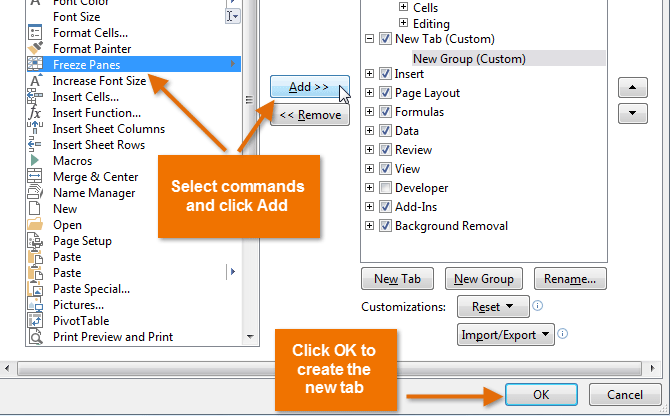 Font Color
Font Size
Format Cells...
Format Painter
Freeze Panes
Increase Font Size
Insert Cells...
Insert Function...
Insert Sheet Columns
Insert Sheet Rows
Macros
Merge & Center
Name Manager
New
Open
Page Setup
Paste
Paste
Paste Special...
Pictures...
PivotTable
Print Preview and Print
Add >>
<< Remove
Select commands
and click Add
Cells
Editing
New Tab (Custom)
New Group (Custom)
Insert
Page Layout
Formulas
Data
Review
View
Developer
Add-Ins
Background Removal
New Tab
New Group
Rename...
Customizations:
Reset
Import/Export
Click OK to
create the
new tab
OK
Cancel